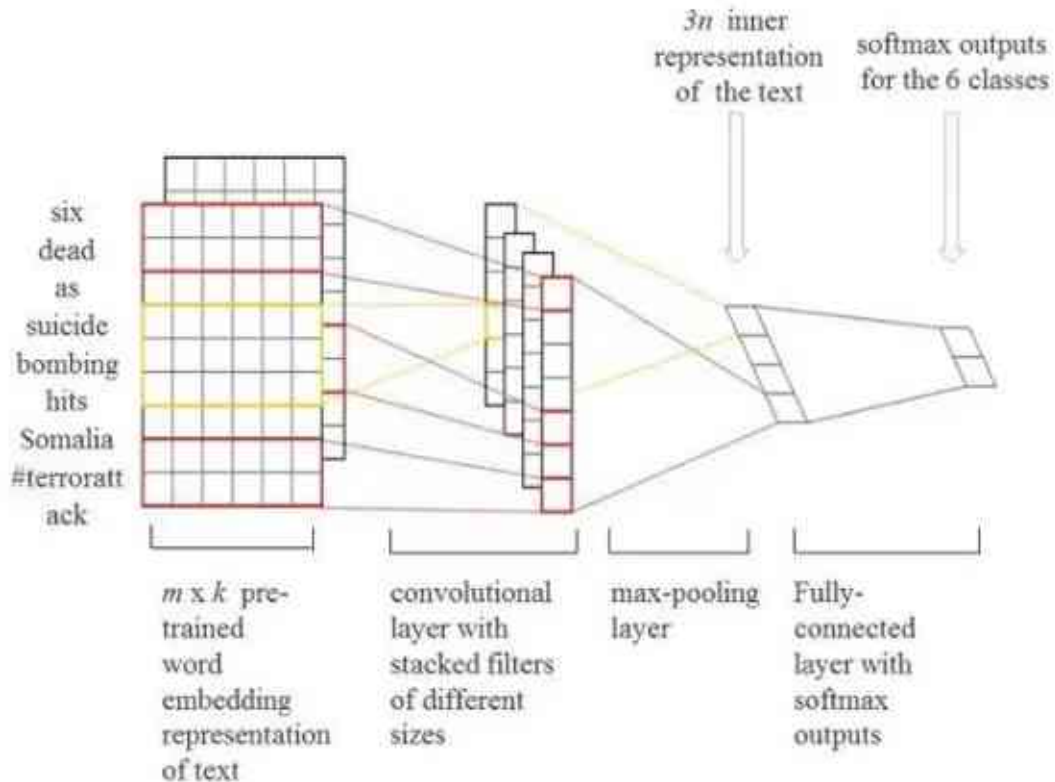 3n inner
representation
of the text
softmax outputs
for the 6 classes
six
dead
as
suicide
bombing
hits
Somalia
#terroratt
ack
m x k pre-
trained
word
embedding
representation
of text
convolutional
layer with
stacked filters
of different
sizes
max-pooling
layer
Fully-
connected
layer with
softmax
outputs